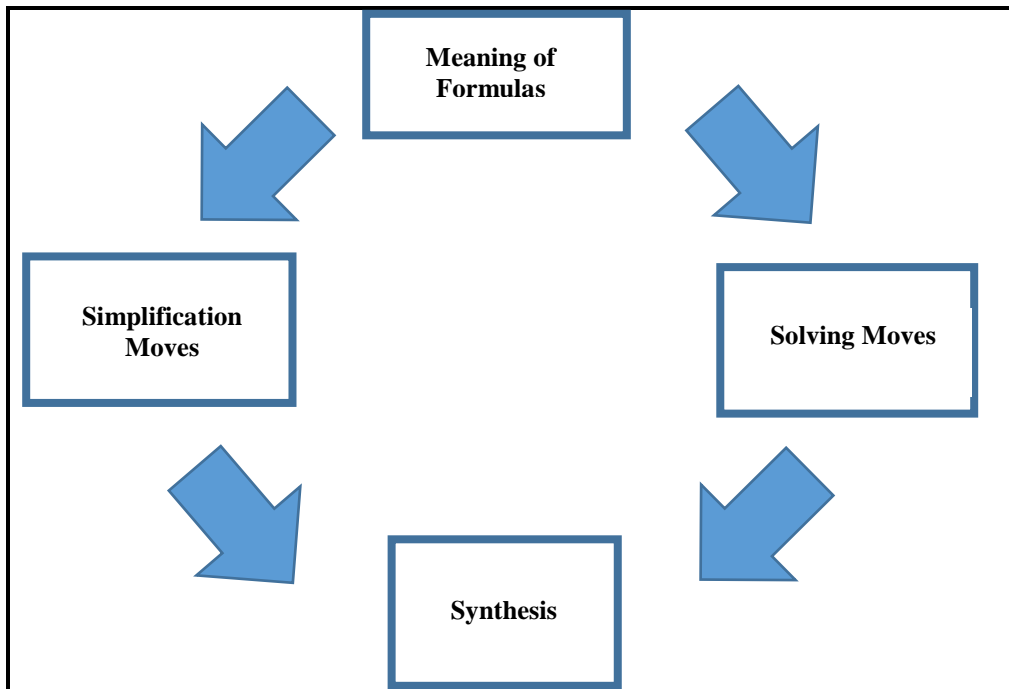 Meaning of
Formulas
Simplification
Moves
Solving Moves
Synthesis